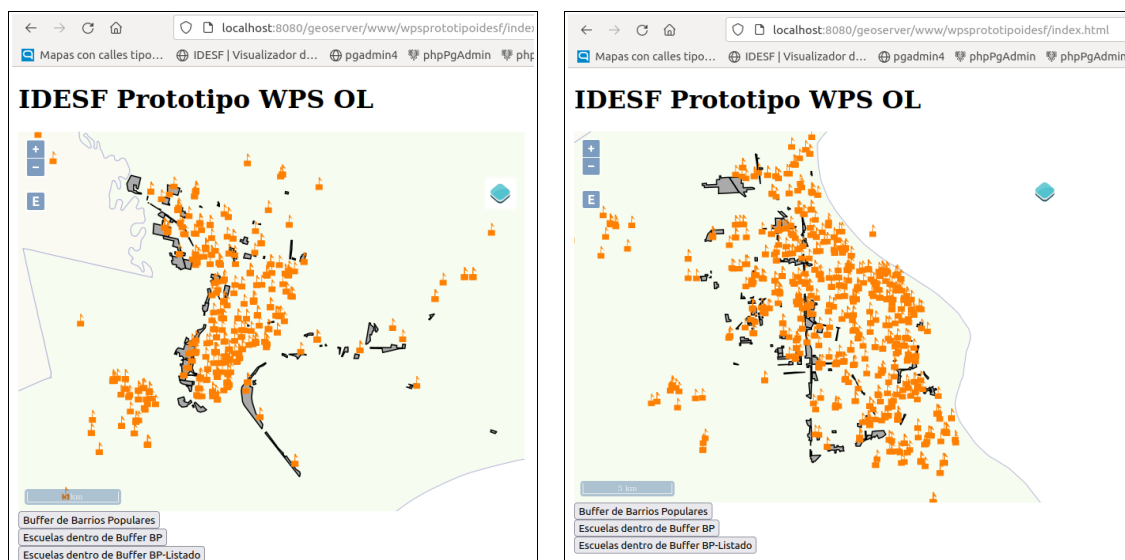 localhost:8080/geoserver/www/wpsprototipoidesf/index
Mapas con calles tipo... IDESF | Visualizador d... pgadmin4 phpPgAdmin php
IDESF Prototipo WPS OL
+
−
E
km
Buffer de Barrios Populares
Escuelas dentro de Buffer BP
Escuelas dentro de Buffer BP-Listado
localhost:8080/geoserver/www/wpsprototipoidesf/index.html
Mapas con calles tipo... IDESF | Visualizador d... pgadmin4 phpPgAdmin phpPgAdmin
IDESF Prototipo WPS OL
+
−
E
5 km
Buffer de Barrios Populares
Escuelas dentro de Buffer BP
Escuelas dentro de Buffer BP-Listado